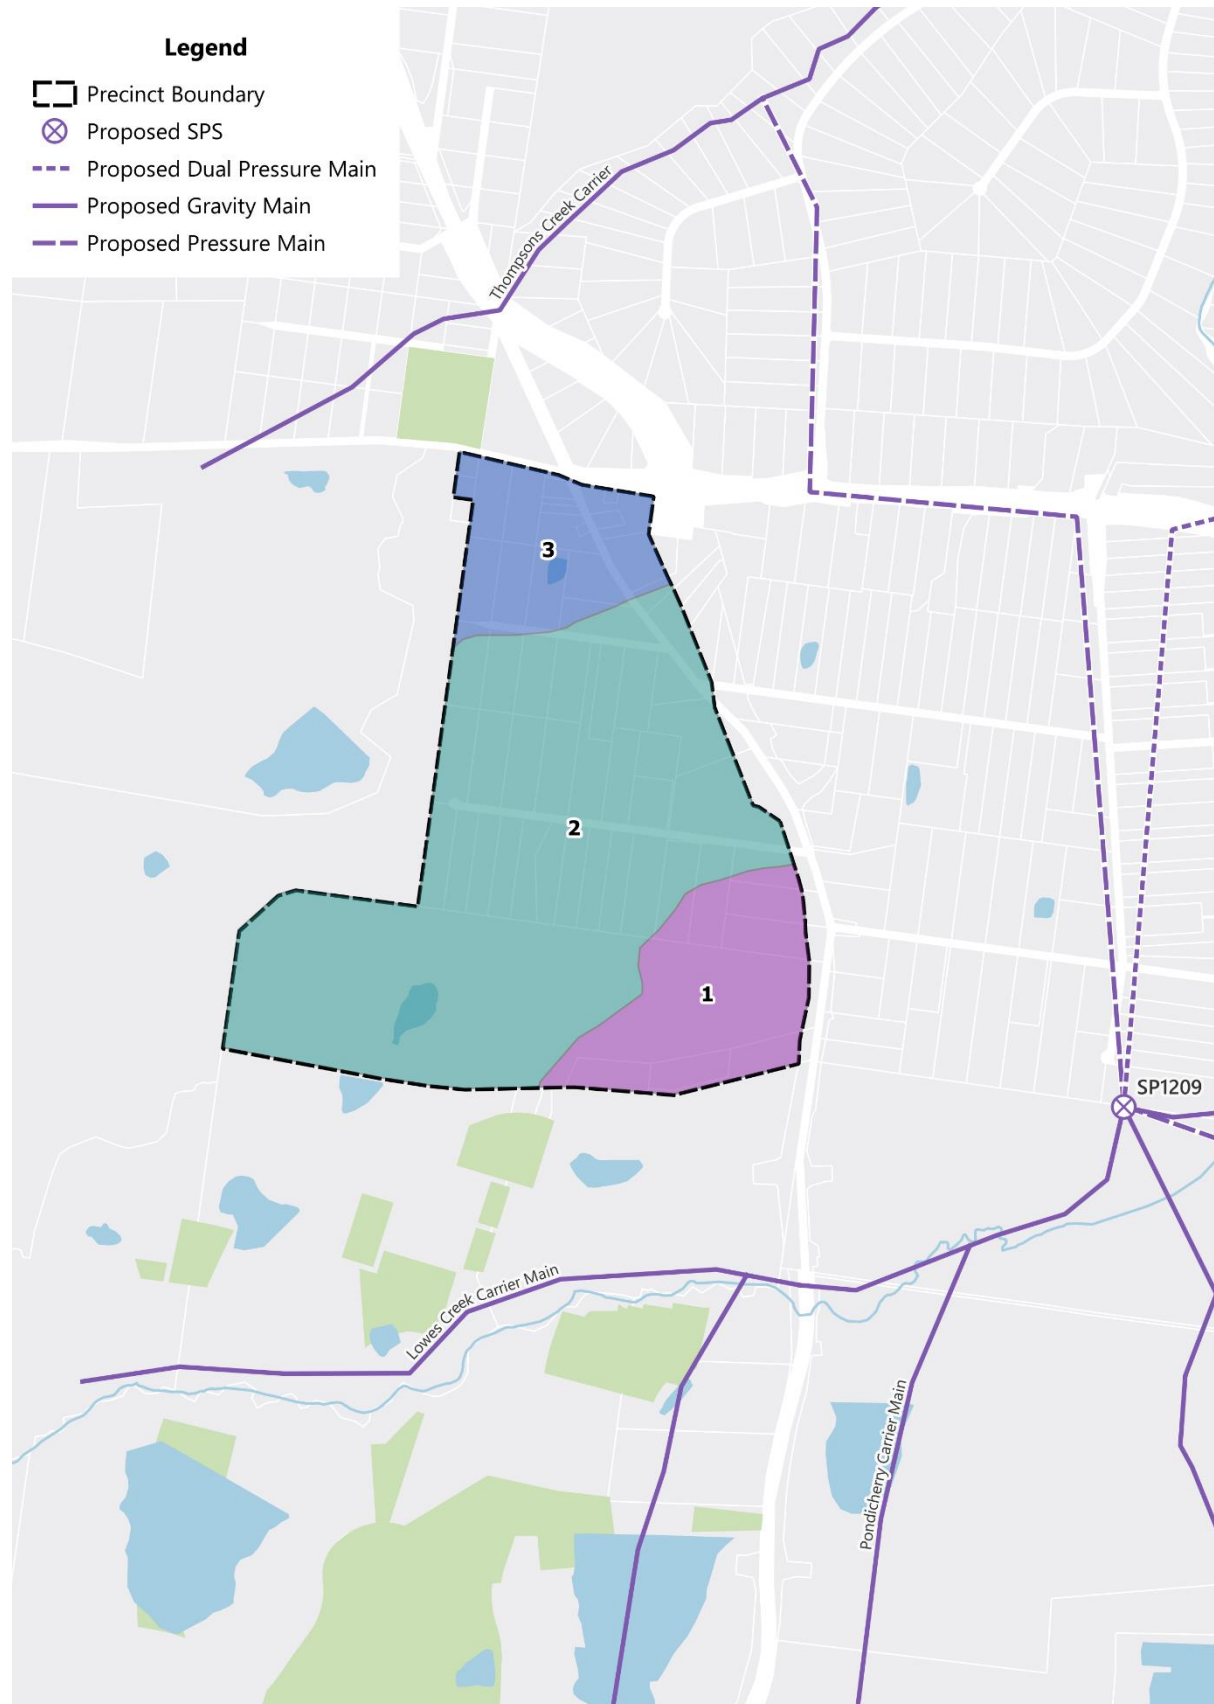 Legend
Precinct Boundary
Proposed SPS
Proposed Dual Pressure Main
Proposed Gravity Main
Proposed Pressure Main
Thompsons Creek Carrier
3
2
1
SP1209
Lowes Creek Carrier Main
Pondicherry Carrier Main